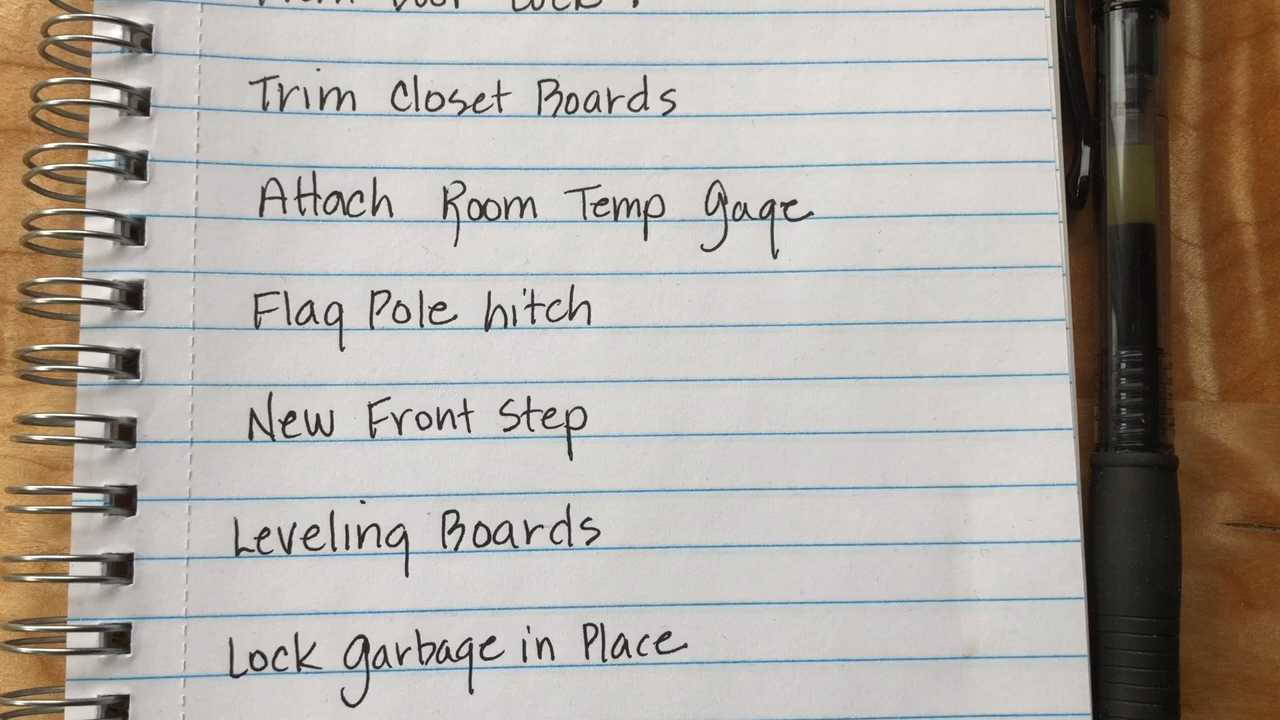 Trim Closet Boards
Attach Room Temp gage
Flag Pole hitch
New Front Step
Leveling Boards
Lock garbage in Place